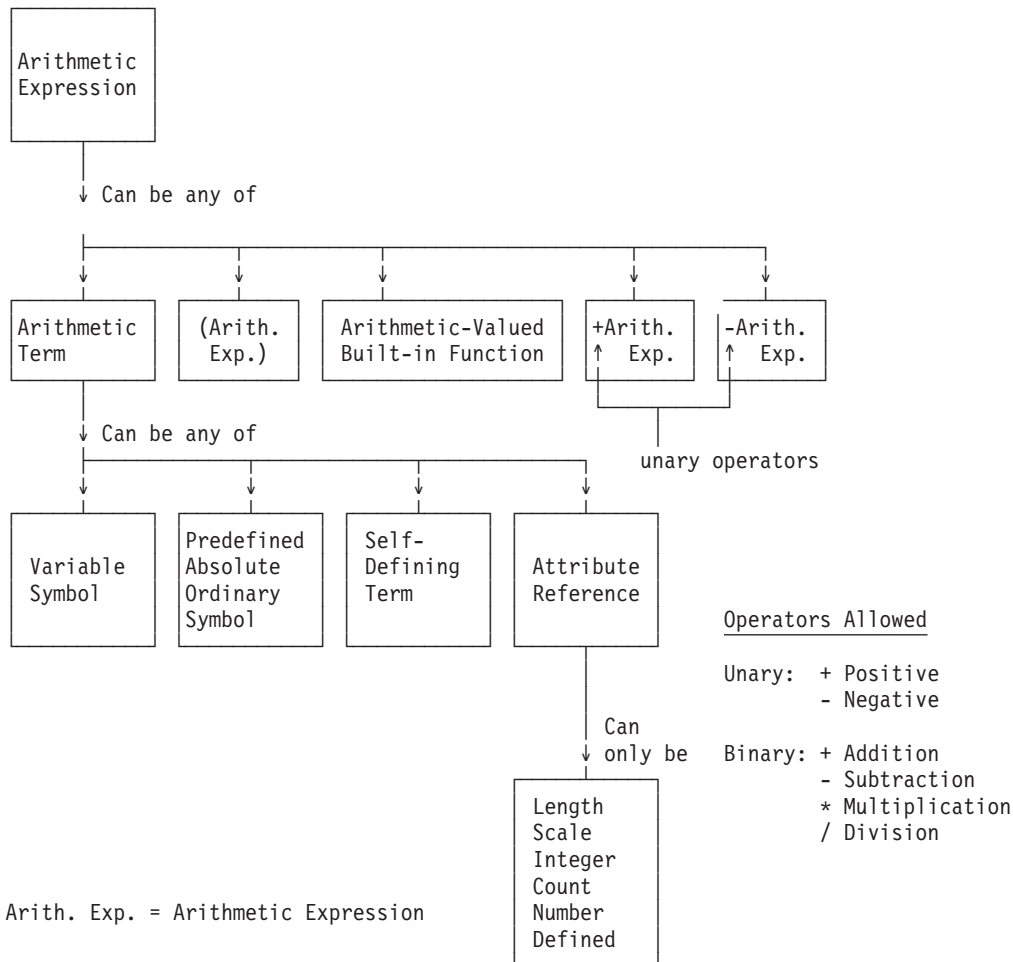 Arithmetic
Expression
Can be any of
Arithmetic
Term
(Arith.
Exp.)
Arithmetic-Valued
Built-in Function
+Arith.
Exp.
-Arith.
Exp.
unary operators
Can be any of
Variable
Symbol
Predefined
Absolute
Ordinary
Symbol
Self-
Defining
Term
Attribute
Reference
Can
only be
Length
Scale
Integer
Count
Number
Defined
Operators Allowed
Unary: + Positive
- Negative
Binary: + Addition
- Subtraction
* Multiplication
/ Division
Arith. Exp. = Arithmetic Expression